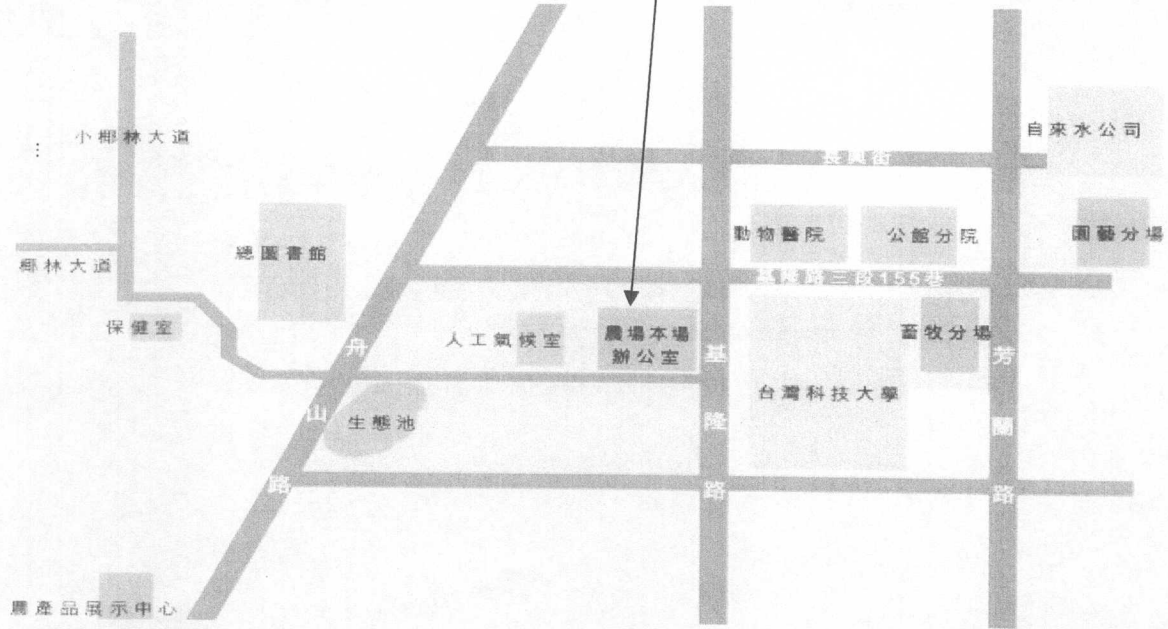 小椰林大道
自來水公司
長興街
總圖書館
動物醫院
公館分院
園藝分場
椰林大道
基隆路三段155巷
保健室
人工氣候室
農場本場
辦公室
畜牧分場
舟山路
基隆路
芳蘭路
台灣科技大學
生態池
農產品展示中心